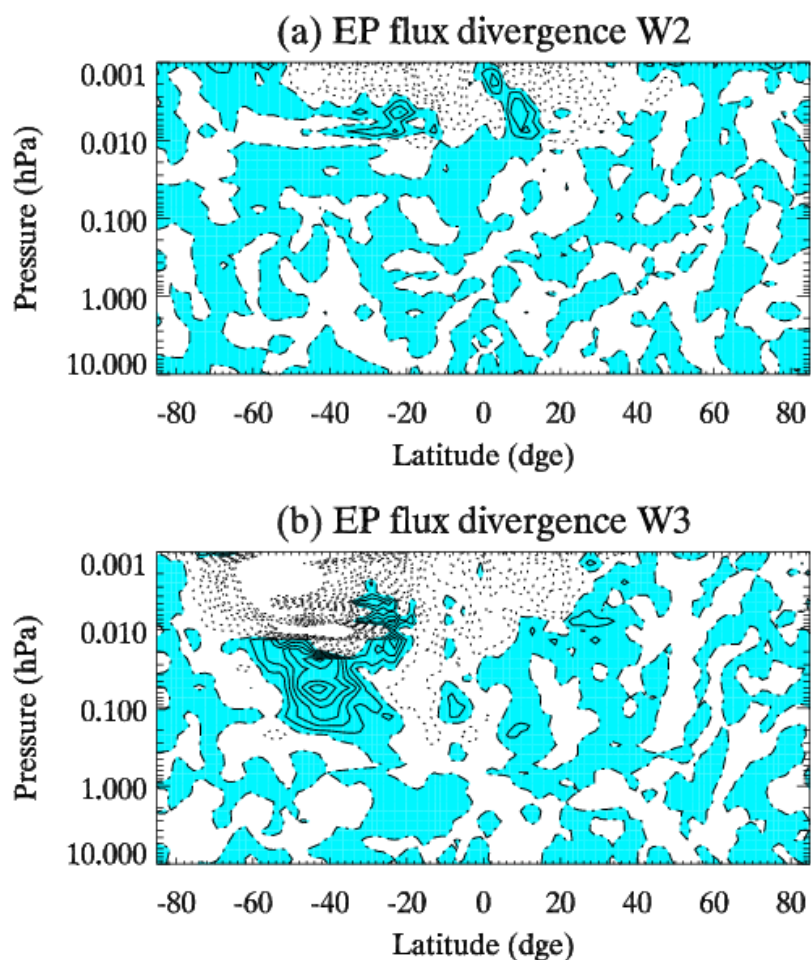 (a) EP flux divergence W2
0.001
0.010
0.100
1.000
10.000
Pressure (hPa)
-80 -60 -40 -20 0 20 40 60 80
Latitude (dge)
(b) EP flux divergence W3
0.001
0.010
0.100
1.000
10.000
Pressure (hPa)
-80 -60 -40 -20 0 20 40 60 80
Latitude (dge)